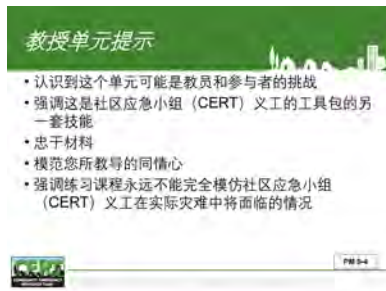 教授单元提示
• 认识到这个单元可能是教员和参与者的挑战
• 强调这是社区应急小组（CERT）义工的工具包的另
一套技能
• 忠于材料
• 模范您所教导的同情心
• 强调练习课程永远不能完全模仿社区应急小组
（CERT）义工在实际灾难中将面临的情况